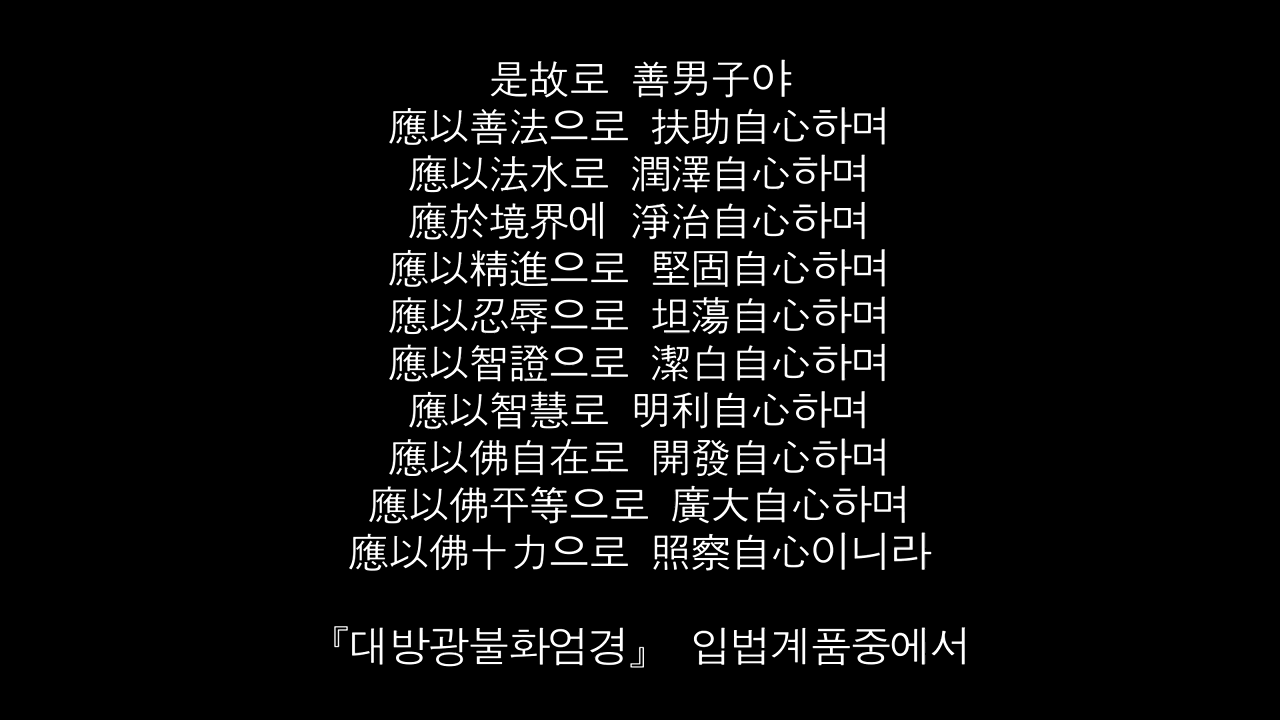 是故로 善男子야
應以善法으로 扶助自心하며
應以法水로 潤澤自心하며
應於境界에 淨治自心하며
應以精進으로 堅固自心하며
應以忍辱으로 坦蕩自心하며
應以智證으로 潔白自心하며
應以智慧로 明利自心하며
應以佛自在로 開發自心하며
應以佛平等으로 廣大自心하며
應以佛十力으로 照察自心이니라
『대방광불화엄경』 입법계품중에서